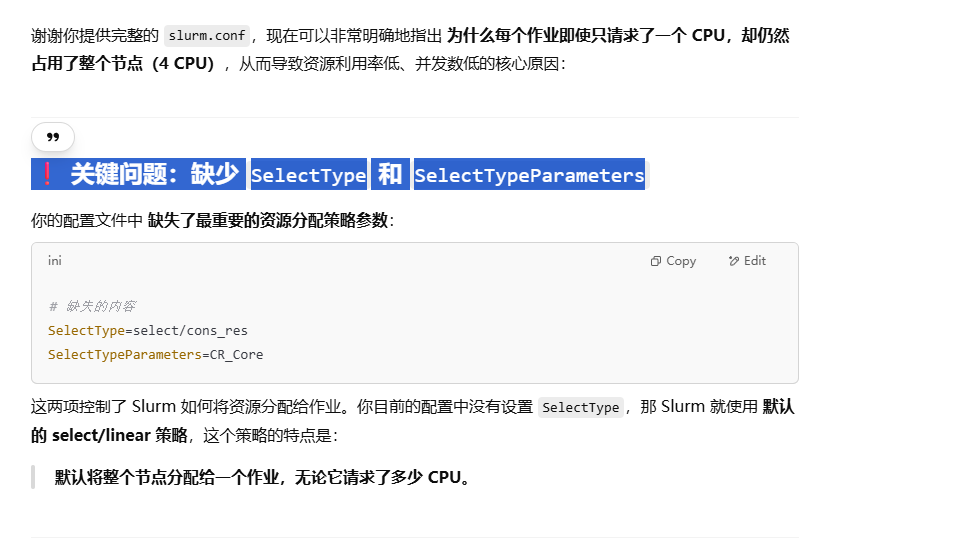 谢谢你提供完整的 slurm.conf，现在可以非常明确地指出 为什么每个作业即使只请求了一个 CPU，却仍然
占用了整个节点（4 CPU），从而导致资源利用率低、并发数低的核心原因：
❗ 关键问题：缺少 SelectType 和 SelectTypeParameters
你的配置文件中 缺失了最重要的资源分配策略参数：
ini Copy Edit
# 缺失的内容
SelectType=select/cons_res
SelectTypeParameters=CR_Core
这两项控制了 Slurm 如何将资源分配给作业。你目前的配置中没有设置 SelectType，那 Slurm 就使用 默认
的 select/linear 策略，这个策略的特点是：
默认将整个节点分配给一个作业，无论它请求了多少 CPU。